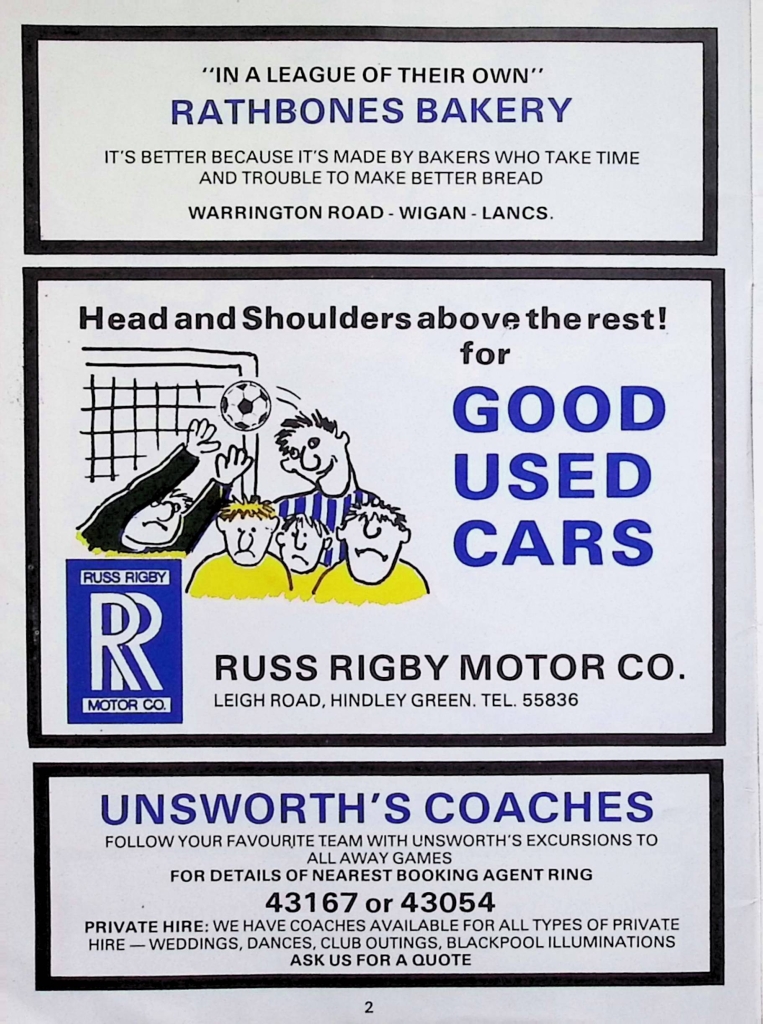 "IN A LEAGUE OF THEIR OWN"
RATHBONES BAKERY
IT'S BETTER BECAUSE IT'S MADE BY BAKERS WHO TAKE TIME
AND TROUBLE TO MAKE BETTER BREAD
WARRINGTON ROAD - WIGAN - LANCS.
Head and Shoulders above the rest!
for
GOOD
USED
CARS
RUSS RIGBY
RR
MOTOR CO.
RUSS RIGBY MOTOR CO.
LEIGH ROAD, HINDLEY GREEN. TEL. 55836
UNSWORTH'S COACHES
FOLLOW YOUR FAVOURITE TEAM WITH UNSWORTH'S EXCURSIONS TO
ALL AWAY GAMES
FOR DETAILS OF NEAREST BOOKING AGENT RING
43167 or 43054
PRIVATE HIRE: WE HAVE COACHES AVAILABLE FOR ALL TYPES OF PRIVATE
HIRE — WEDDINGS, DANCES, CLUB OUTINGS, BLACKPOOL ILLUMINATIONS
ASK US FOR A QUOTE
2